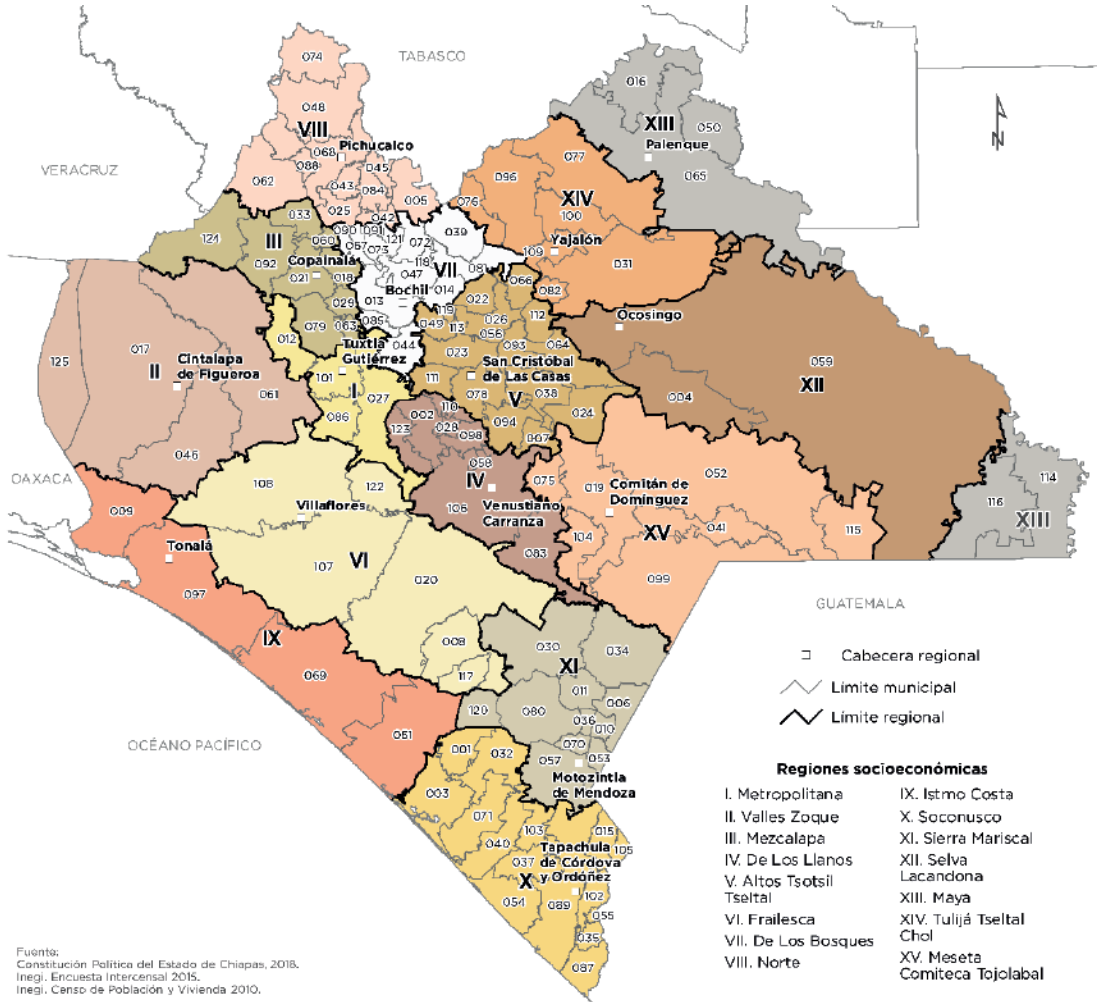 TABASCO
VERACRUZ
OAXACA
OCÉANO PACÍFICO
GUATEMALA
N
074
048
VIII
Pichucalco
068
088
045
062
043
084
025
042
005
016
XIII
050
Palenque
065
077
096
XIV
076
100
109
Yajalón
031
082
124
033
III
060
092
Copainalá
021
018
029
079
063
090
091
121
072
039
073
118
VII
081
047
Bochil
014
013
085
044
119
049
022
066
026
112
113
056
093
064
023
San Cristóbal
de Las Casas
111
078
V
038
094
024
007
Ocosingo
059
XII
004
125
017
II
Cintalapa
de Figueroa
061
046
012
Tuxtla
Gutiérrez
101
I
027
086
002
110
123
028
098
058
IV
106
Venustiano
Carranza
083
075
019
Comitán de
Domínguez
052
104
XV
041
115
099
114
116
XIII
009
Tonalá
097
IX
069
051
108
122
Villaflores
107
VI
020
008
117
030
XI
034
011
006
120
080
036
010
070
057
053
Motozintla
de Mendoza
001
032
003
071
103
015
040
Tapachula
de Córdova
y Ordóñez
105
037
X
054
089
102
055
035
087
Cabecera regional
Límite municipal
Límite regional
Regiones socioeconómicas
I. Metropolitana
II. Valles Zoque
III. Mezcalapa
IV. De Los Llanos
V. Altos Tsotsil
Tseltal
VI. Frailesca
VII. De Los Bosques
VIII. Norte
IX. Istmo Costa
X. Soconusco
XI. Sierra Mariscal
XII. Selva
Lacandona
XIII. Maya
XIV. Tulijá Tseltal
Chol
XV. Meseta
Comiteca Tojolabal
Fuente:
Constitución Política del Estado de Chiapas, 2018.
Inegi. Encuesta Intercensal 2015.
Inegi. Censo de Población y Vivienda 2010.